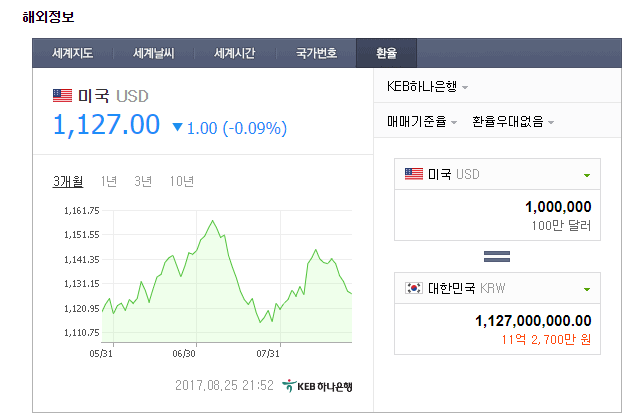 해외정보
세계지도 세계날씨 세계시간 국가번호 환율
미국 USD
1,127.00 ▼1.00 (-0.09%)
3개월 1년 3년 10년
1,161.75
1,151.55
1,141.35
1,131.15
1,120.95
1,110.75
05/31 06/30 07/31
2017.08.25 21:52 KEB하나은행
KEB하나은행
매매기준율 환율우대없음
미국 USD
1,000,000
100만 달러
대한민국 KRW
1,127,000,000.00
11억 2,700만 원